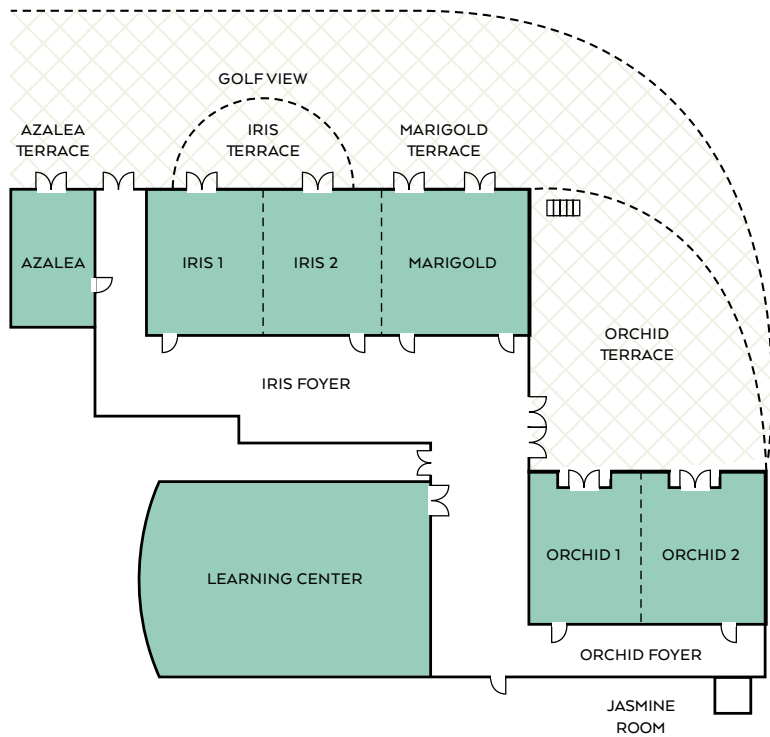 GOLF VIEW
AZALEA
TERRACE
IRIS
TERRACE
MARIGOLD
TERRACE
AZALEA
IRIS 1
IRIS 2
MARIGOLD
ORCHID
TERRACE
IRIS FOYER
ORCHID 1
ORCHID 2
LEARNING CENTER
ORCHID FOYER
JASMINE
ROOM